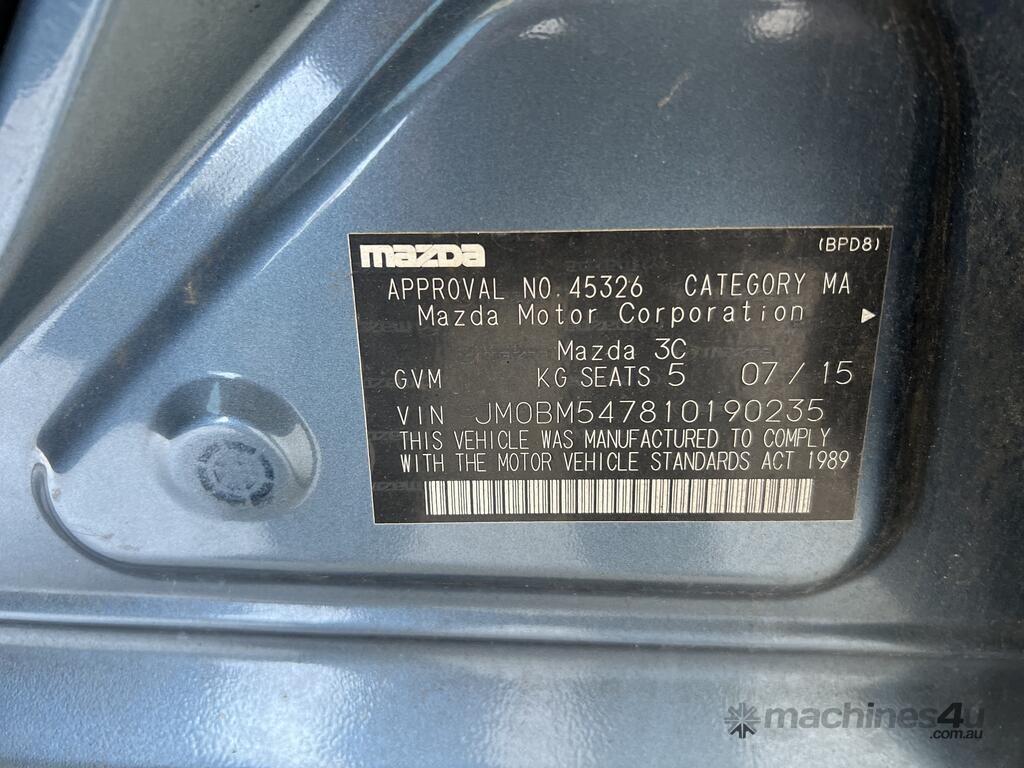 mazda (BPD8)
APPROVAL NO. 45326 CATEGORY MA
Mazda Motor Corporation
Mazda 3C
GVM KG SEATS 5 07 / 15
VIN JM0BM547810190235
THIS VEHICLE WAS MANUFACTURED TO COMPLY
WITH THE MOTOR VEHICLE STANDARDS ACT 1989
machines4u
.com.au